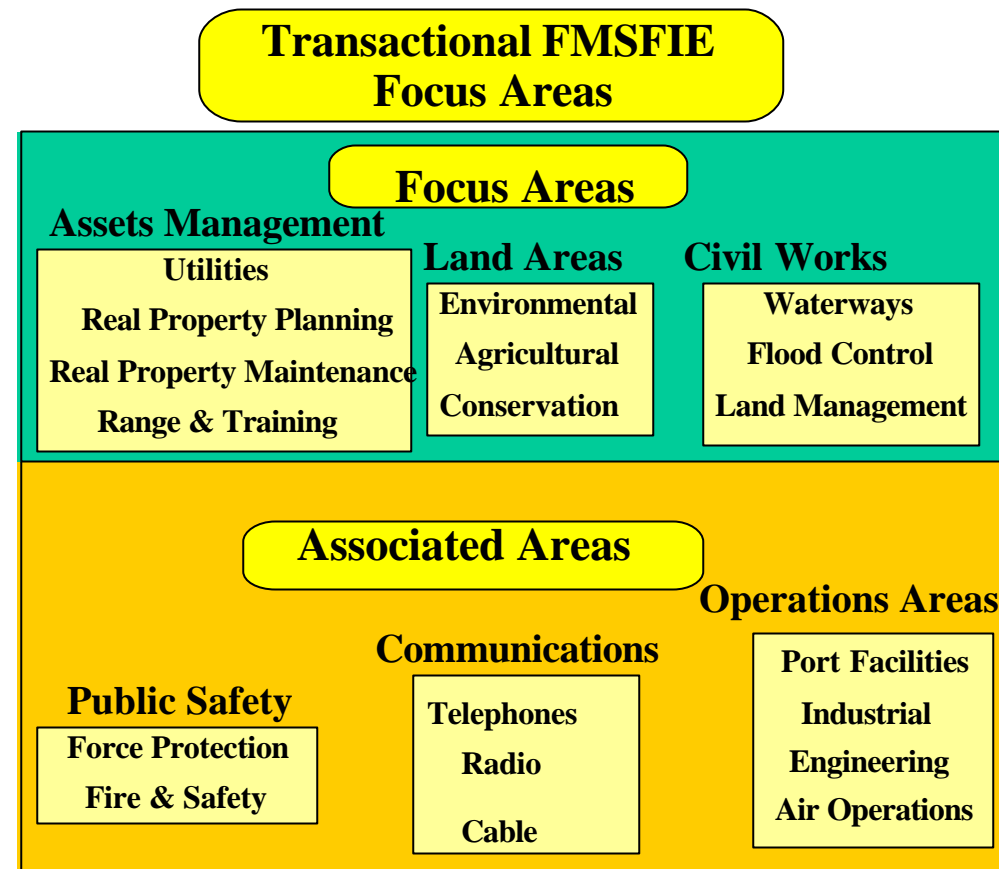 Transactional FMSFIE
Focus Areas
Focus Areas
Assets Management
Utilities
Real Property Planning
Real Property Maintenance
Range & Training
Land Areas
Environmental
Agricultural
Conservation
Civil Works
Waterways
Flood Control
Land Management
Associated Areas
Public Safety
Force Protection
Fire & Safety
Communications
Telephones
Radio
Cable
Operations Areas
Port Facilities
Industrial
Engineering
Air Operations